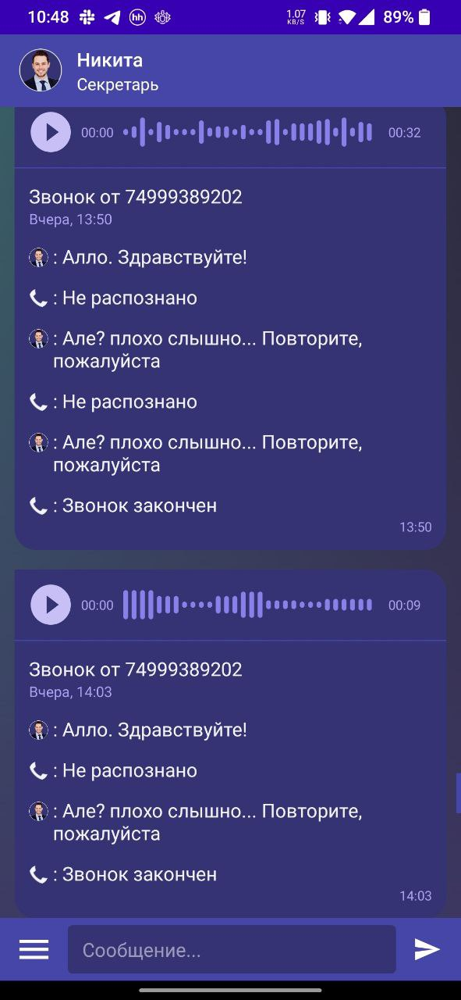 10:48 hh 1.07 KB/S 89%
Никита
Секретарь
00:00 00:32
Звонок от 74999389202
Вчера, 13:50
: Алло. Здравствуйте!
: Не распознано
: Але? плохо слышно... Повторите,
пожалуйста
: Не распознано
: Але? плохо слышно... Повторите,
пожалуйста
: Звонок закончен
13:50
00:00 00:09
Звонок от 74999389202
Вчера, 14:03
: Алло. Здравствуйте!
: Не распознано
: Але? плохо слышно... Повторите,
пожалуйста
: Звонок закончен
14:03
Сообщение...